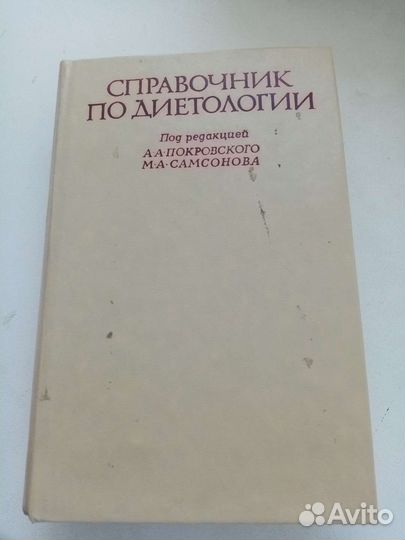 СПРАВОЧНИК
ПО ДИЕТОЛОГИИ
Под редакцией
А·А·ПОКРОВСКОГО
М·А·САМСОНОВА
Avito